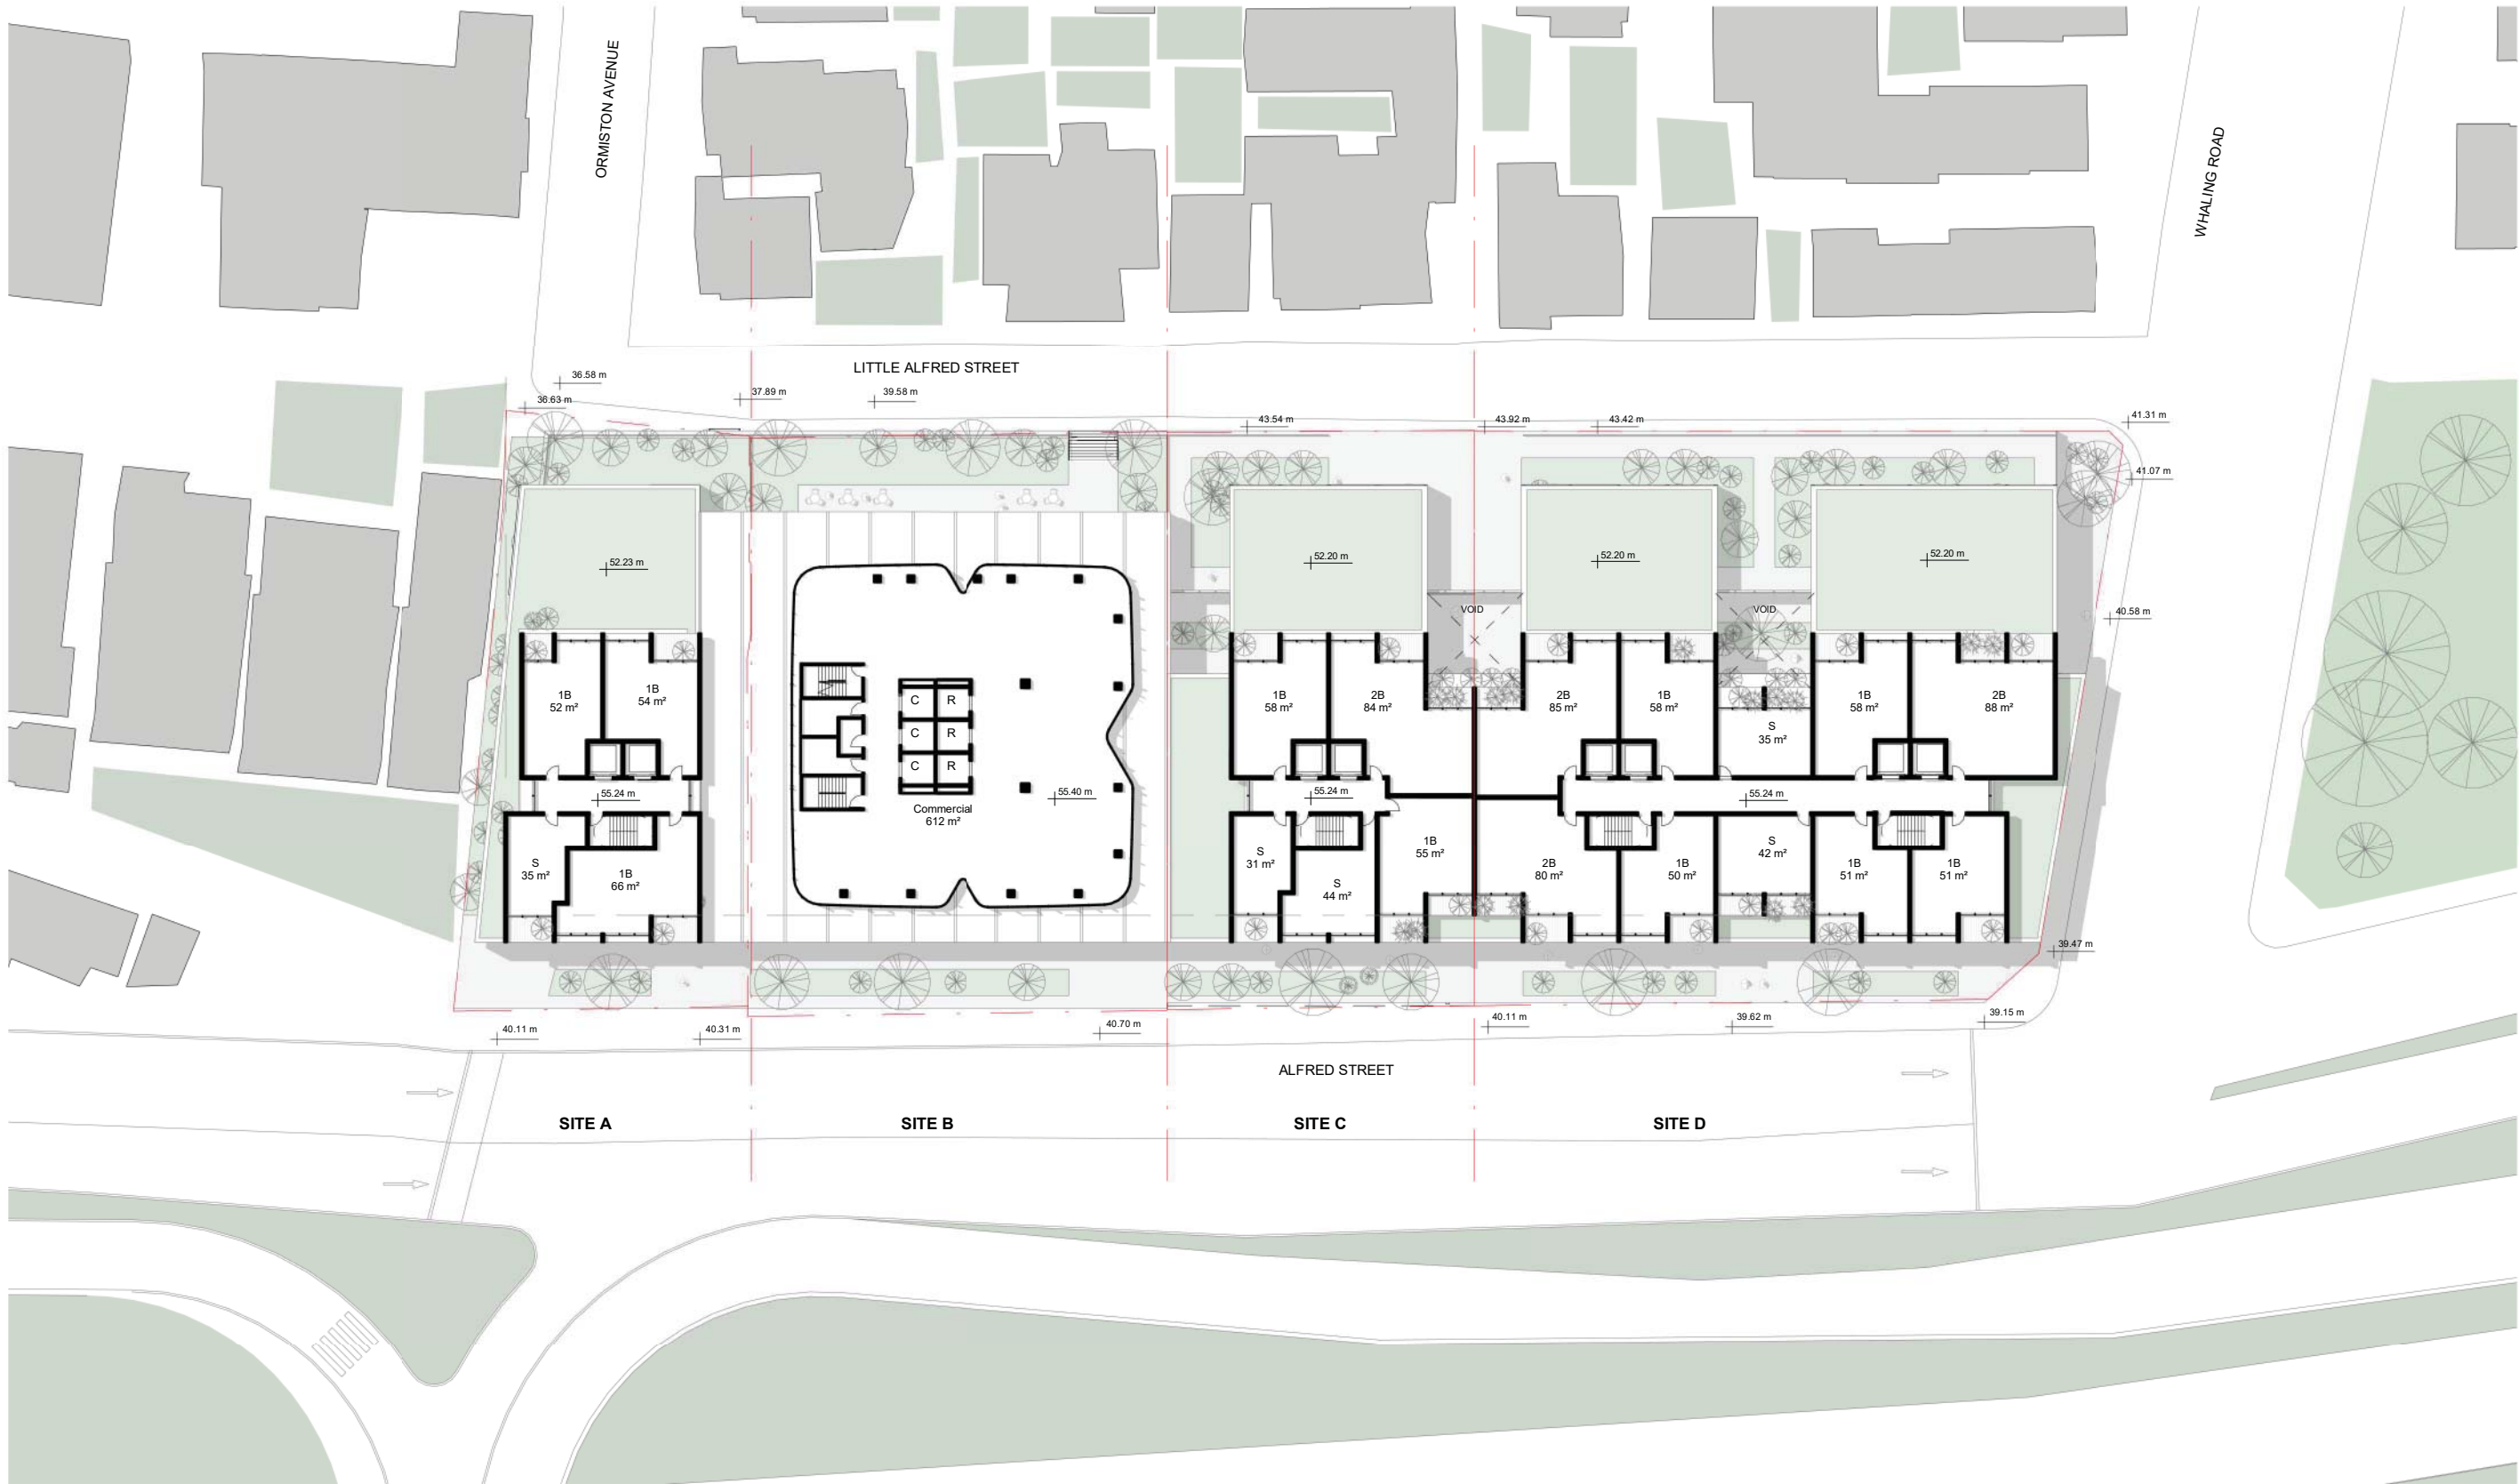 ORMISTON AVENUE
WHALING ROAD
LITTLE ALFRED STREET
36.58 m
37.89 m
39.58 m
36.63 m
43.54 m
43.92 m
43.42 m
41.31 m
41.07 m
52.23 m
52.20 m
52.20 m
52.20 m
VOID
VOID
40.58 m
1B
52 m²
1B
54 m²
C
R
C
R
C
R
1B
58 m²
2B
84 m²
2B
85 m²
1B
58 m²
S
35 m²
1B
58 m²
2B
88 m²
55.24 m
55.40 m
55.24 m
55.24 m
Commercial
612 m²
S
35 m²
1B
66 m²
S
31 m²
S
44 m²
1B
55 m²
2B
80 m²
1B
50 m²
S
42 m²
1B
51 m²
1B
51 m²
39.47 m
40.11 m
40.31 m
40.70 m
40.11 m
39.62 m
39.15 m
ALFRED STREET
SITE A
SITE B
SITE C
SITE D